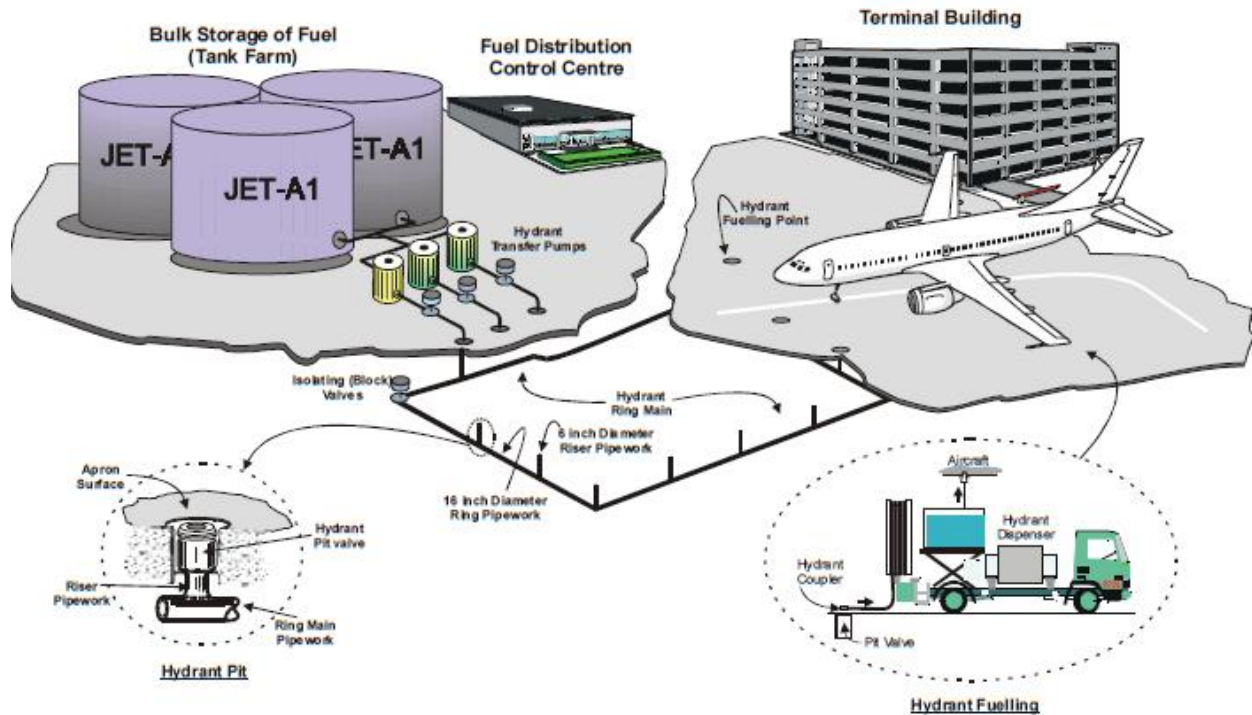 Bulk Storage of Fuel
(Tank Farm)
Fuel Distribution
Control Centre
Terminal Building
JET-A
JET-A1
ET-A1
Hydrant
Transfer Pumps
Hydrant
Fuelling Point
Isolating (Block)
Valves
Hydrant
Ring Main
6 inch Diameter
Riser Pipework
16 inch Diameter
Ring Pipework
Apron
Surface
Hydrant
Pit valve
Riser
Pipework
Ring Main
Pipework
Hydrant Pit
Aircraft
Hydrant
Dispenser
Hydrant
Coupler
Pit Valve
Hydrant Fuelling